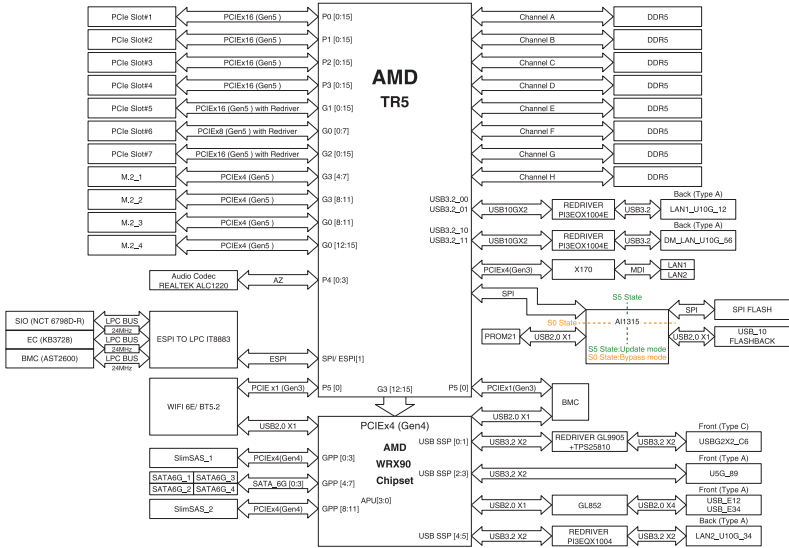 PCIe Slot#1 PCIEx16 (Gen5 ) P0 [0:15]
PCIe Slot#2 PCIEx16 (Gen5 ) P1 [0:15]
PCIe Slot#3 PCIEx16 (Gen5 ) P2 [0:15]
PCIe Slot#4 PCIEx16 (Gen5 ) P3 [0:15]
PCIe Slot#5 PCIEx16 (Gen5 ) with Redriver G1 [0:15]
PCIe Slot#6 PCIEx8 (Gen5 ) with Redriver G0 [0:7]
PCIe Slot#7 PCIEx16 (Gen5 ) with Redriver G2 [0:15]
M.2_1 PCIEx4 (Gen5 ) G3 [4:7]
M.2_2 PCIEx4 (Gen5 ) G3 [8:11]
M.2_3 PCIEx4 (Gen5 ) G0 [8:11]
M.2_4 PCIEx4 (Gen5 ) G0 [12:15]
Audio Codec
REALTEK ALC1220
AZ P4 [0:3]
SIO (NCT 6798D-R) LPC BUS
24MHz
EC (KB3728) LPC BUS
24MHz
BMC (AST2600) LPC BUS
24MHz
ESPI TO LPC IT8883
ESPI SPI/ ESPI[1]
WIFI 6E/ BT5.2
PCIE x1 (Gen3) P5 [0]
USB2.0 X1
AMD
TR5
Channel A DDR5
Channel B DDR5
Channel C DDR5
Channel D DDR5
Channel E DDR5
Channel F DDR5
Channel G DDR5
Channel H DDR5
USB3.2_00
USB3.2_01
USB10GX2
REDRIVER
PI3EOX1004E
USB3.2
Back (Type A)
LAN1_U10G_12
USB3.2_10
USB3.2_11
USB10GX2
REDRIVER
PI3EOX1004E
USB3.2
Back (Type A)
DM_LAN_U10G_56
PCIEx4(Gen3) X170 MDI
LAN1
LAN2
SPI
S5 State
S0 State
AI1315
S5 State:Update mode
S0 State:Bypass mode
PROM21 USB2.0 X1
SPI SPI FLASH
USB2.0 X1
USB_10
FLASHBACK
G3 [12:15]
P5 [0] PCIEx1(Gen3)
BMC
USB2.0 X1
PCIEx4 (Gen4)
AMD
WRX90
Chipset
APU[3:0]
SlimSAS_1 PCIEx4(Gen4) GPP [0:3]
SATA6G_1 SATA6G_3
SATA6G_2 SATA6G_4
SATA_6G [0:3] GPP [4:7]
SlimSAS_2 PCIEx4(Gen4) GPP [8:11]
USB SSP [0:1] USB3,2 X2
REDRIVER GL9905
+TPS25810
USB3,2 X2
Front (Type C)
USBG2X2_C6
USB SSP [2:3] USB3,2 X2
Front (Type A)
U5G_89
USB2.0 X1 GL852 USB2.0 X4
Front (Type A)
USB_E12
USB_E34
USB SSP [4:5] USB3.2 X2
REDRIVER
PI3EQX1004
USB3.2 X2
Back (Type A)
LAN2_U10G_34